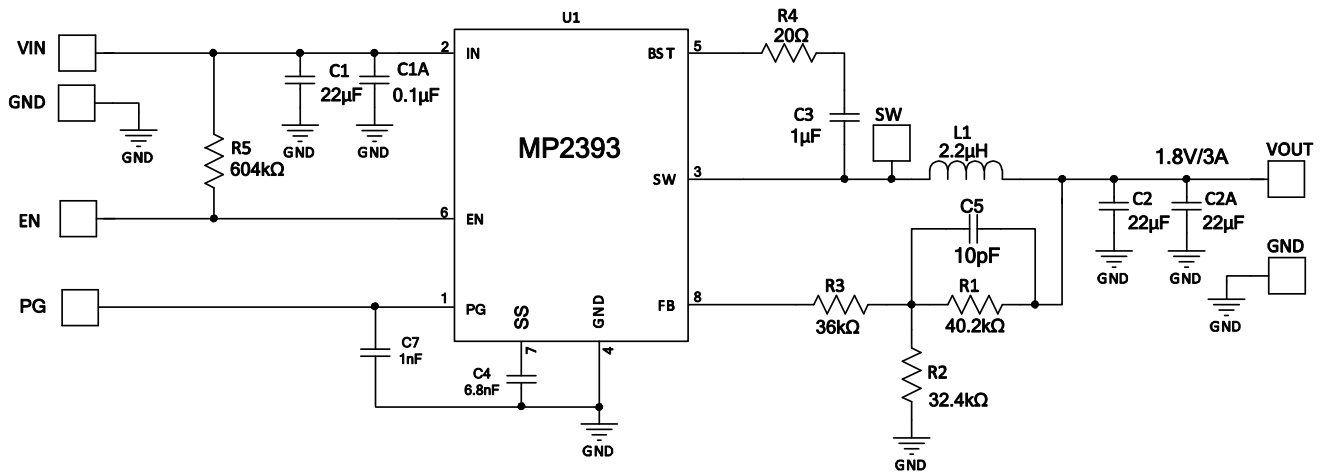 U1
VIN
2
IN
C1
22µF
C1A
0.1µF
GND
GND
GND
GND
R5
604kΩ
EN
6
EN
PG
1
PG
C7
1nF
MP2393
SS
7
GND
4
C4
6.8nF
GND
BST
5
R4
20Ω
C3
1µF
SW
SW
3
L1
2.2µH
1.8V/3A
VOUT
C2
22µF
C2A
22µF
GND
GND
GND
GND
C5
10pF
FB
8
R3
36kΩ
R1
40.2kΩ
R2
32.4kΩ
GND